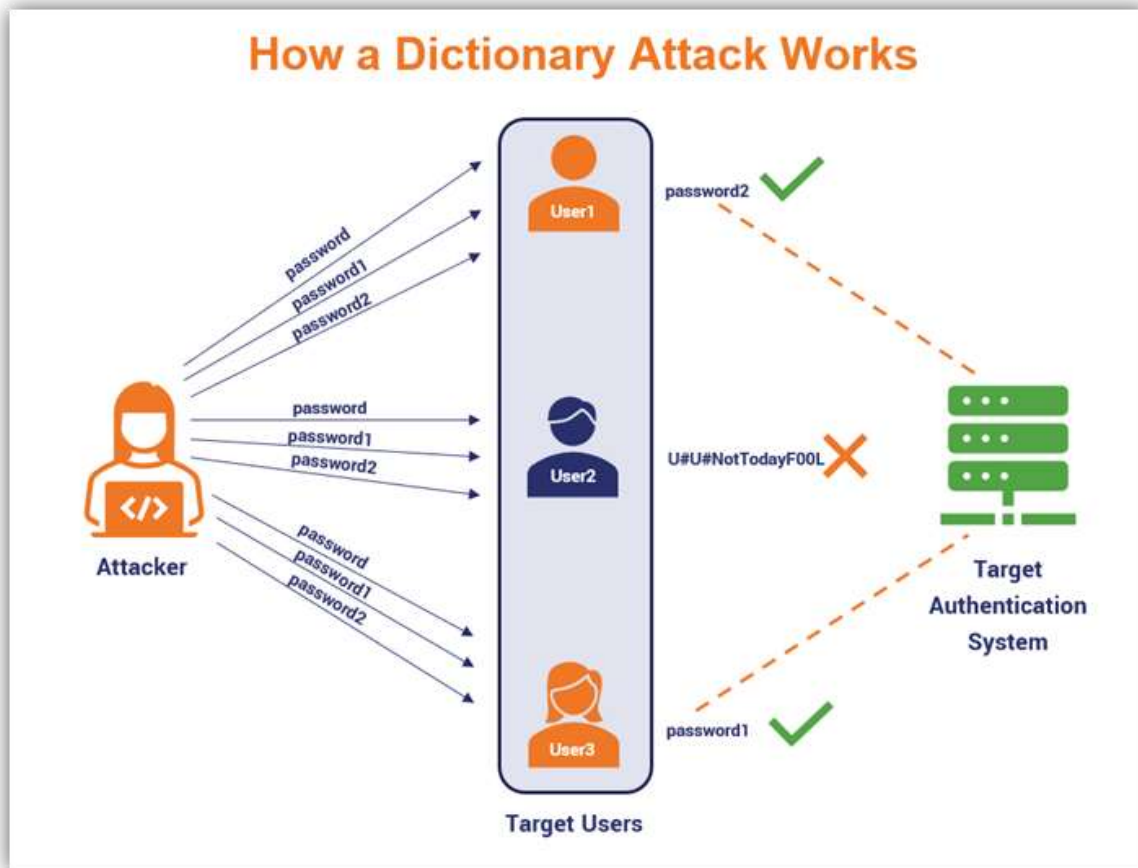 How a Dictionary Attack Works
password
password1
password2
User1
password2
password
password1
password2
User2
U#U#NotTodayF00L
</>
Attacker
password
password1
password2
User3
password1
Target
Authentication
System
Target Users